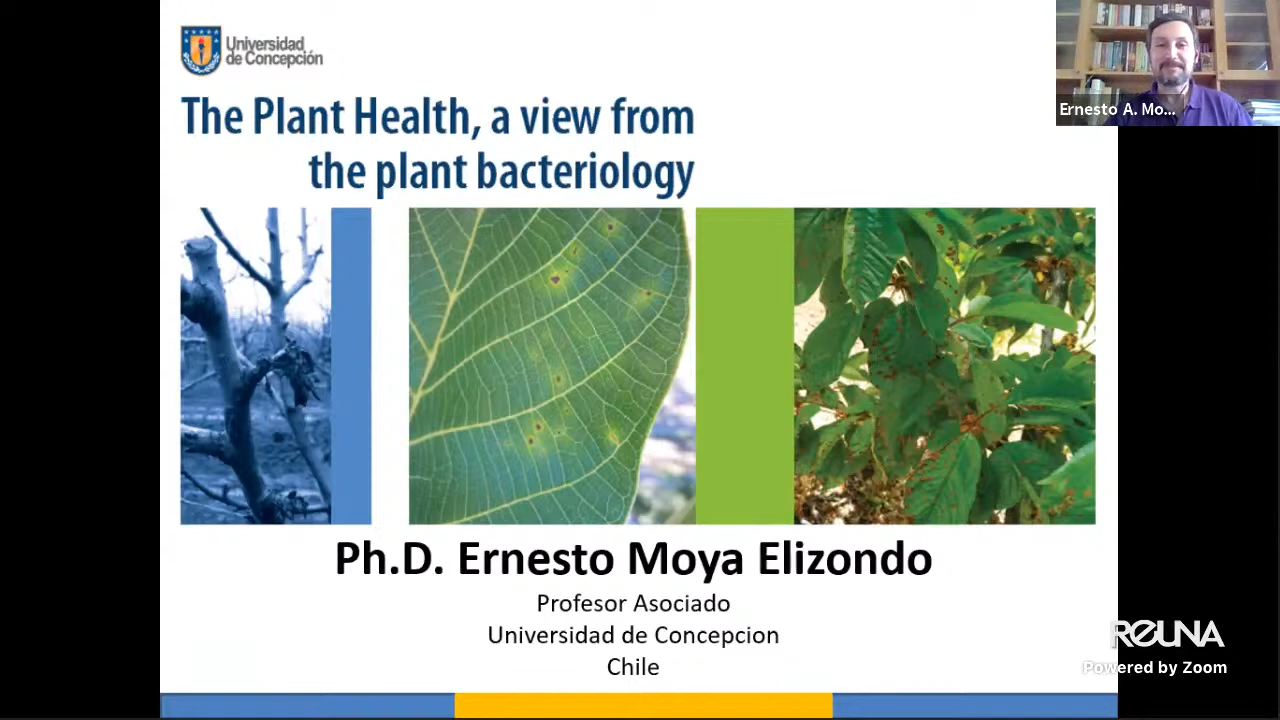 Universidad
de Concepción
The Plant Health, a view from
the plant bacteriology
Ernesto A. Mo...
Ph.D. Ernesto Moya Elizondo
Profesor Asociado
Universidad de Concepcion
Chile
REUNA
Powered by Zoom